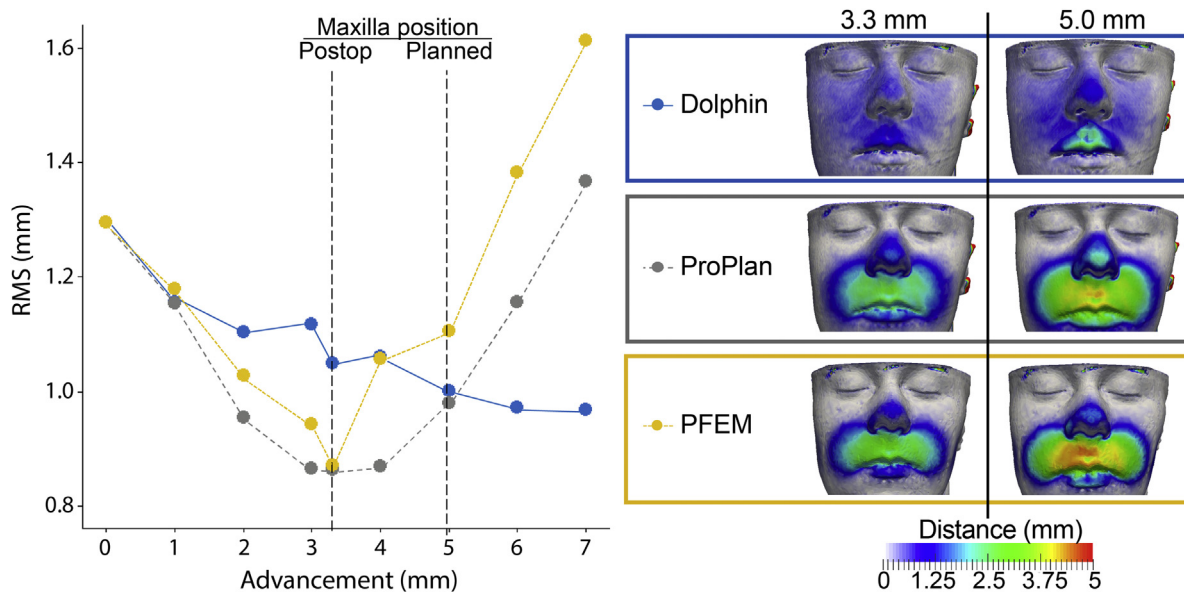 Maxilla position
Postop Planned
1.6
1.4
1.2
1.0
0.8
RMS (mm)
0 1 2 3 4 5 6 7
Advancement (mm)
3.3 mm 5.0 mm
Dolphin
ProPlan
PFEM
Distance (mm)
0 1.25 2.5 3.75 5